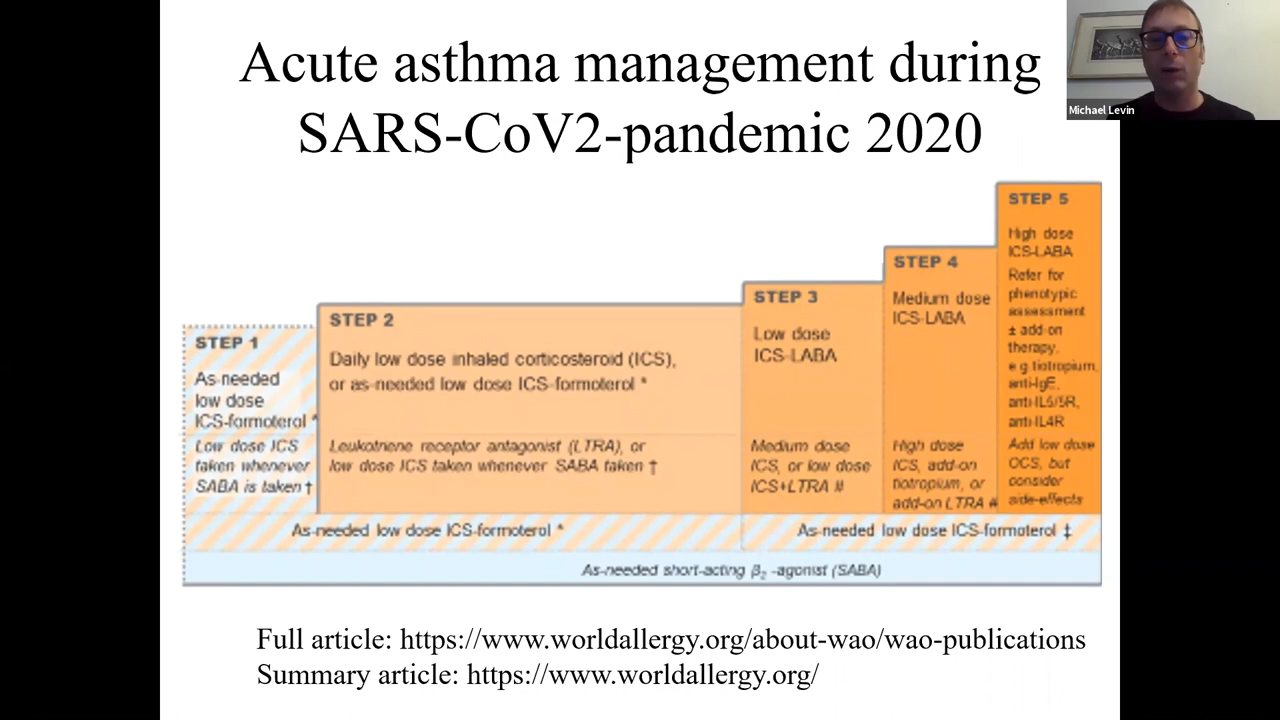 Acute asthma management during
SARS-CoV2-pandemic 2020
Michael Levin
STEP 1
As-needed
low dose
ICS-formoterol *
Low dose ICS
taken whenever
SABA is taken †
STEP 2
Daily low dose inhaled corticosteroid (ICS),
or as-needed low dose ICS-formoterol *
Leukotriene receptor antagonist (LTRA), or
low dose ICS taken whenever SABA taken †
STEP 3
Low dose
ICS-LABA
Medium dose
ICS, or low dose
ICS+LTRA #
STEP 4
Medium dose
ICS-LABA
High dose
ICS, add-on
tiotropium, or
add-on LTRA #
STEP 5
High dose
ICS-LABA
Refer for
phenotypic
assessment
± add-on
therapy,
e.g tiotropium,
anti-IgE,
anti-IL5/5R,
anti-IL4R
Add low dose
OCS, but
consider
side-effects
As-needed low dose ICS-formoterol *
As-needed low dose ICS-formoterol ‡
As-needed short-acting β₂ -agonist (SABA)
Full article: https://www.worldallergy.org/about-wao/wao-publications
Summary article: https://www.worldallergy.org/